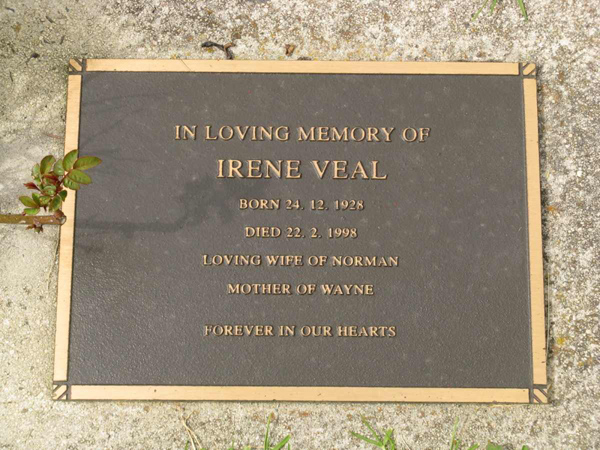 IN LOVING MEMORY OF
IRENE VEAL
BORN 24. 12. 1928
DIED 22. 2. 1998
LOVING WIFE OF NORMAN
MOTHER OF WAYNE
FOREVER IN OUR HEARTS